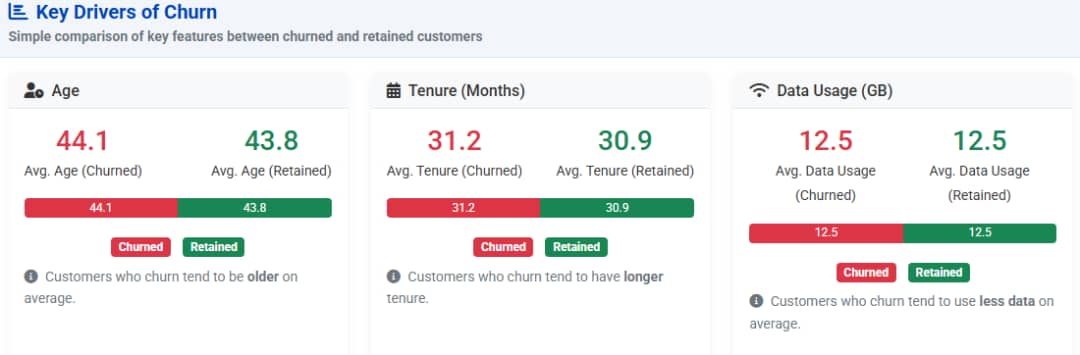 Key Drivers of Churn
Simple comparison of key features between churned and retained customers
Age
44.1
43.8
Avg. Age (Churned)
Avg. Age (Retained)
44.1
43.8
Churned
Retained
Customers who churn tend to be older on
average.
Tenure (Months)
31.2
30.9
Avg. Tenure (Churned)
Avg. Tenure (Retained)
31.2
30.9
Churned
Retained
Customers who churn tend to have longer
tenure.
Data Usage (GB)
12.5
12.5
Avg. Data Usage
(Churned)
Avg. Data Usage
(Retained)
12.5
12.5
Churned
Retained
Customers who churn tend to use less data on
average.